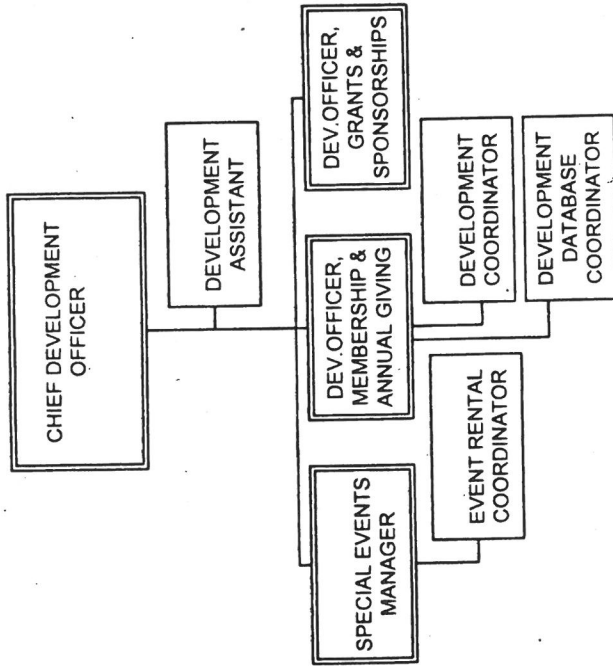 CHIEF DEVELOPMENT
OFFICER
DEVELOPMENT
ASSISTANT
SPECIAL EVENTS
MANAGER
EVENT RENTAL
COORDINATOR
DEV.OFFICER,
MEMBERSHIP &
ANNUAL GIVING
DEVELOPMENT
COORDINATOR
DEVELOPMENT
DATABASE
COORDINATOR
DEV.OFFICER,
GRANTS &
SPONSORSHIPS